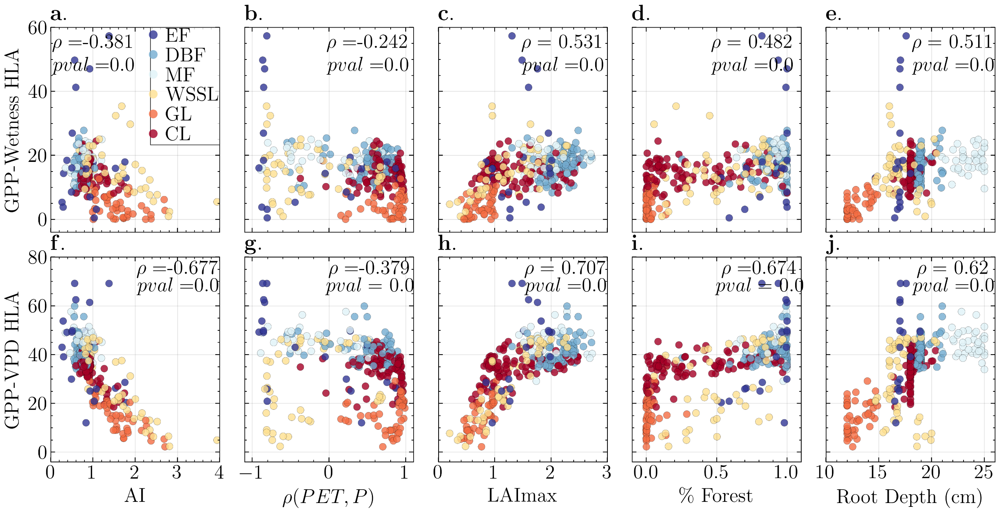 a.
b.
c.
d.
e.
GPP-Wetness HLA
60
40
20
0
ρ =-0.381
pval =0.0
EF
DBF
MF
WSSL
GL
CL
ρ =-0.242
pval =0.0
ρ = 0.531
pval =0.0
ρ = 0.482
pval =0.0
ρ = 0.511
pval =0.0
f.
g.
h.
i.
j.
GPP-VPD HLA
80
60
40
20
0
ρ =-0.677
pval =0.0
ρ =-0.379
pval = 0.0
ρ = 0.707
pval =0.0
ρ =0.674
pval = 0.0
ρ = 0.62
pval =0.0
0 1 2 3 4
−1 0 1
0 1 2 3
0.0 0.5 1.0
10 15 20 25
AI
ρ(PET, P)
LAImax
% Forest
Root Depth (cm)